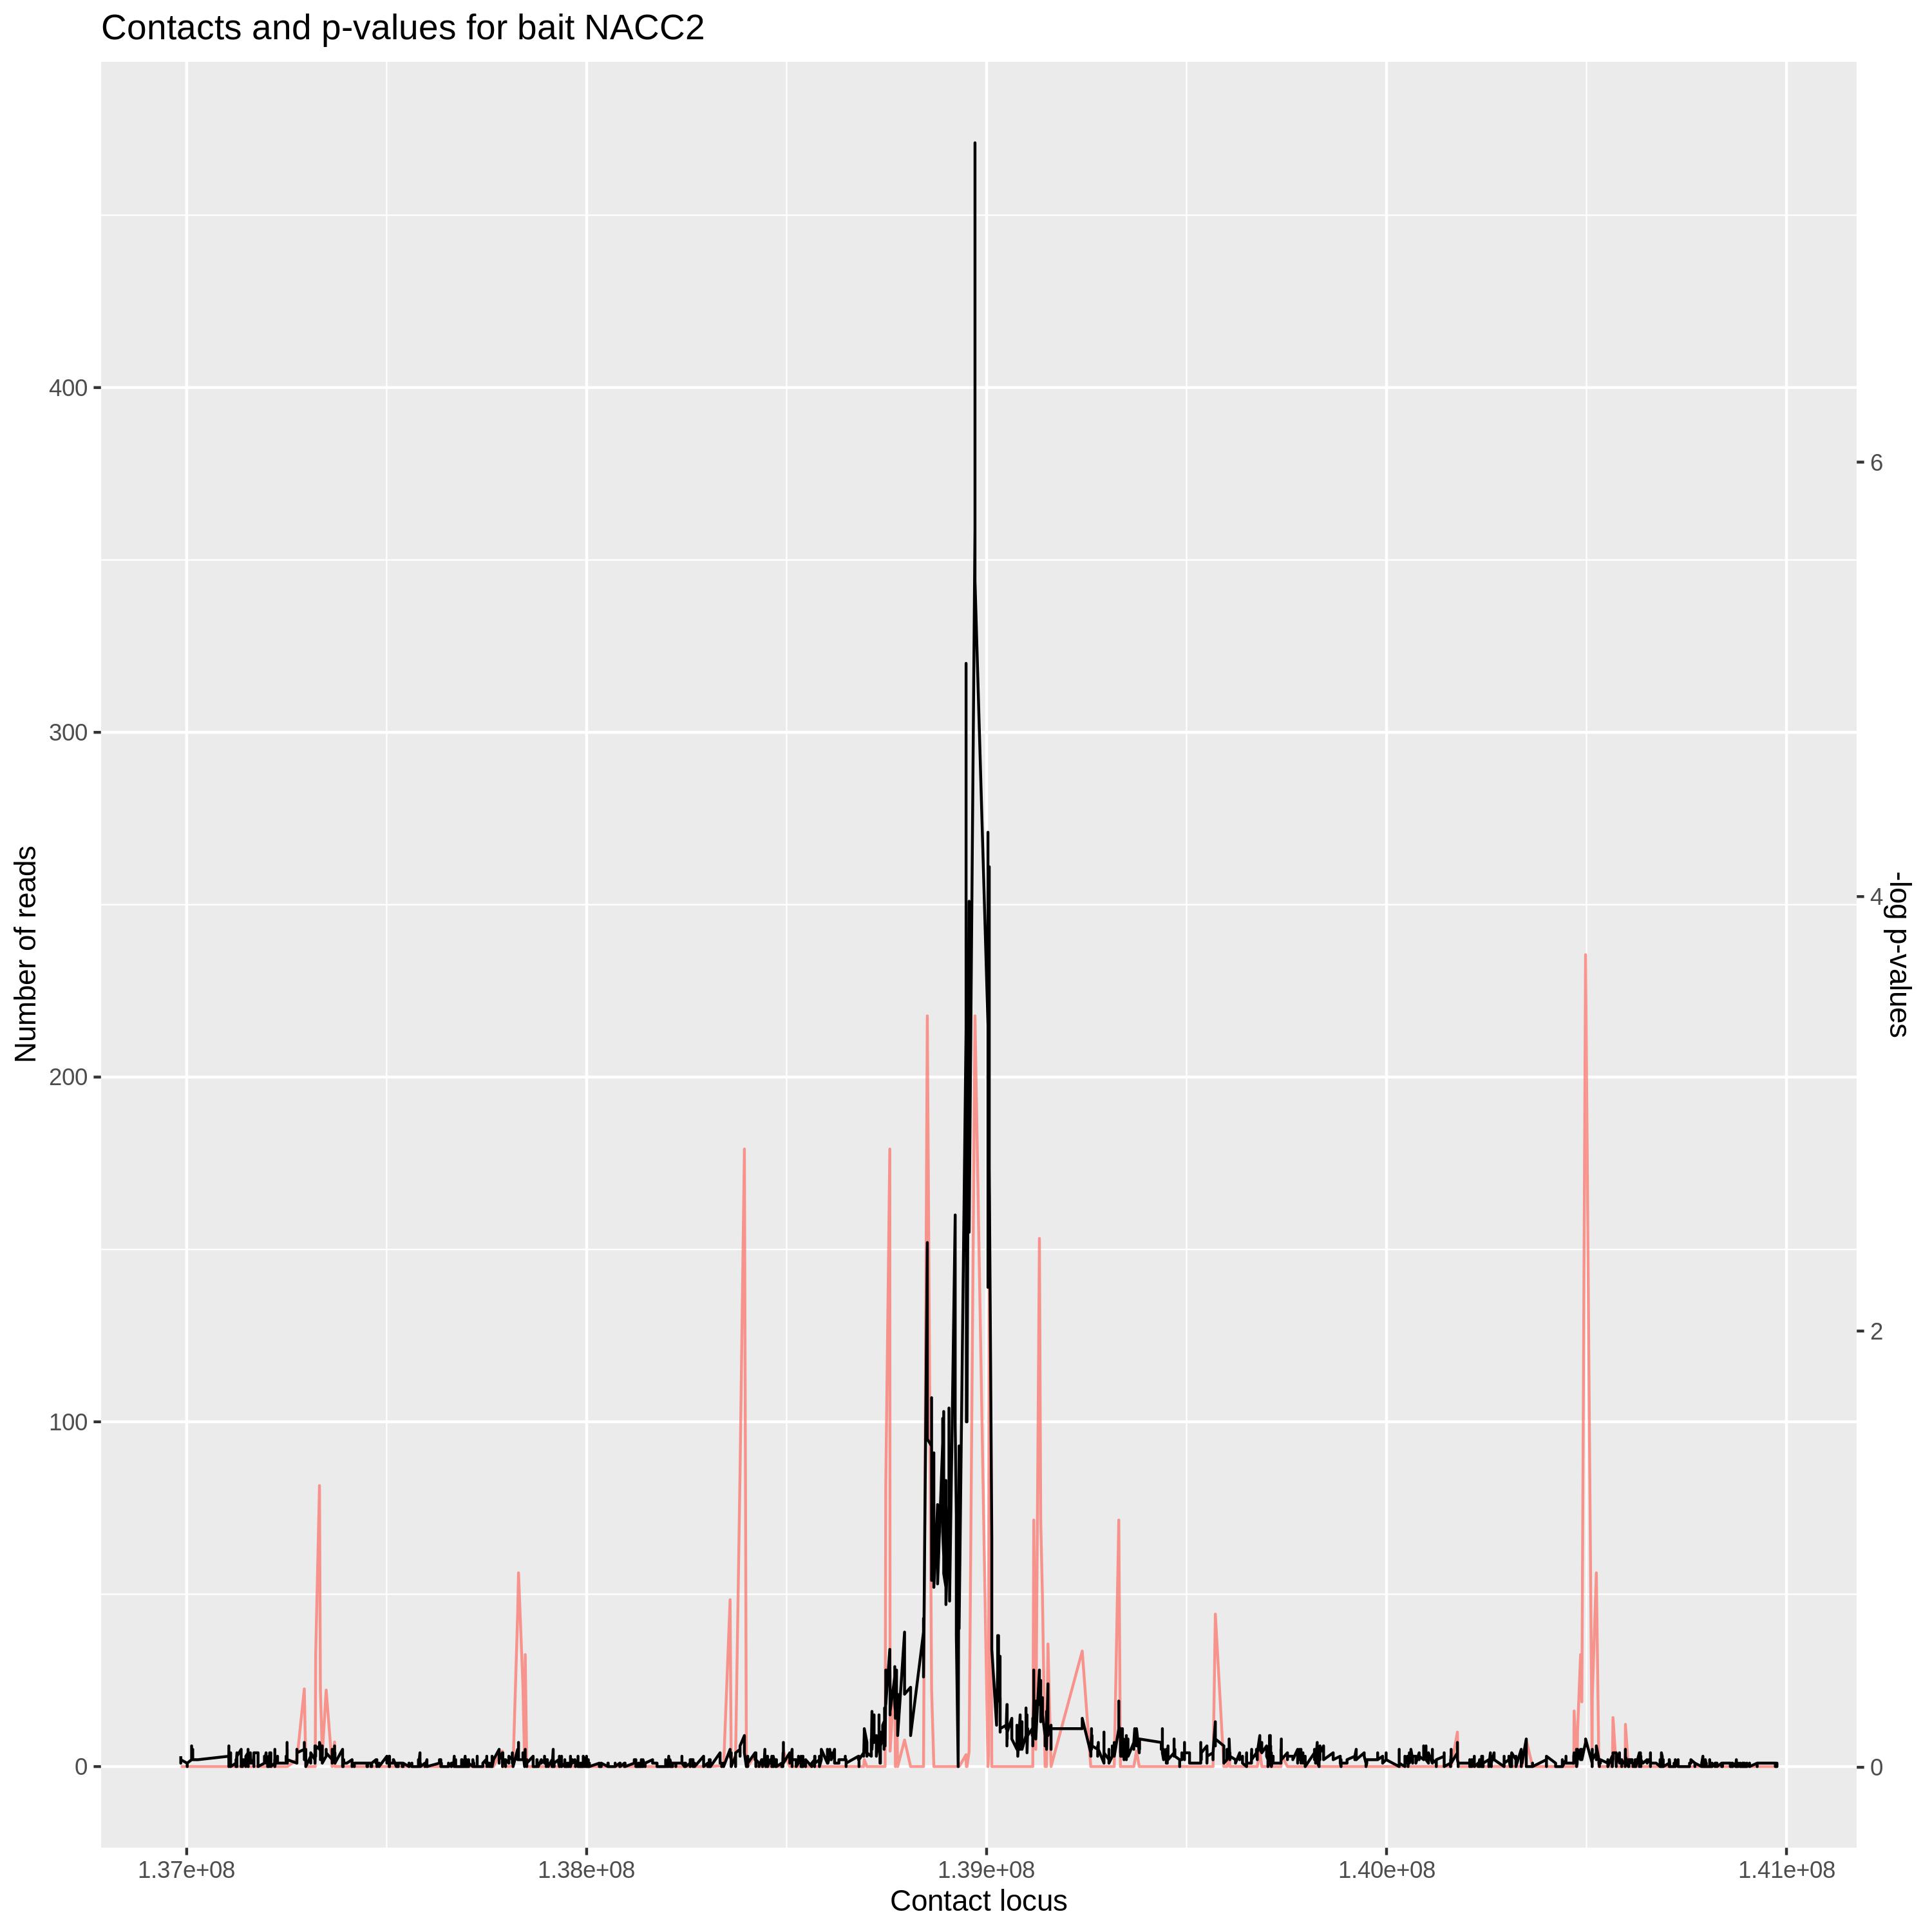 Contacts and p-values for bait NACC2
Number of reads
400
300
200
100
0
6
4
2
0
-log p-values
1.37e+08 1.38e+08 1.39e+08 1.40e+08 1.41e+08
Contact locus